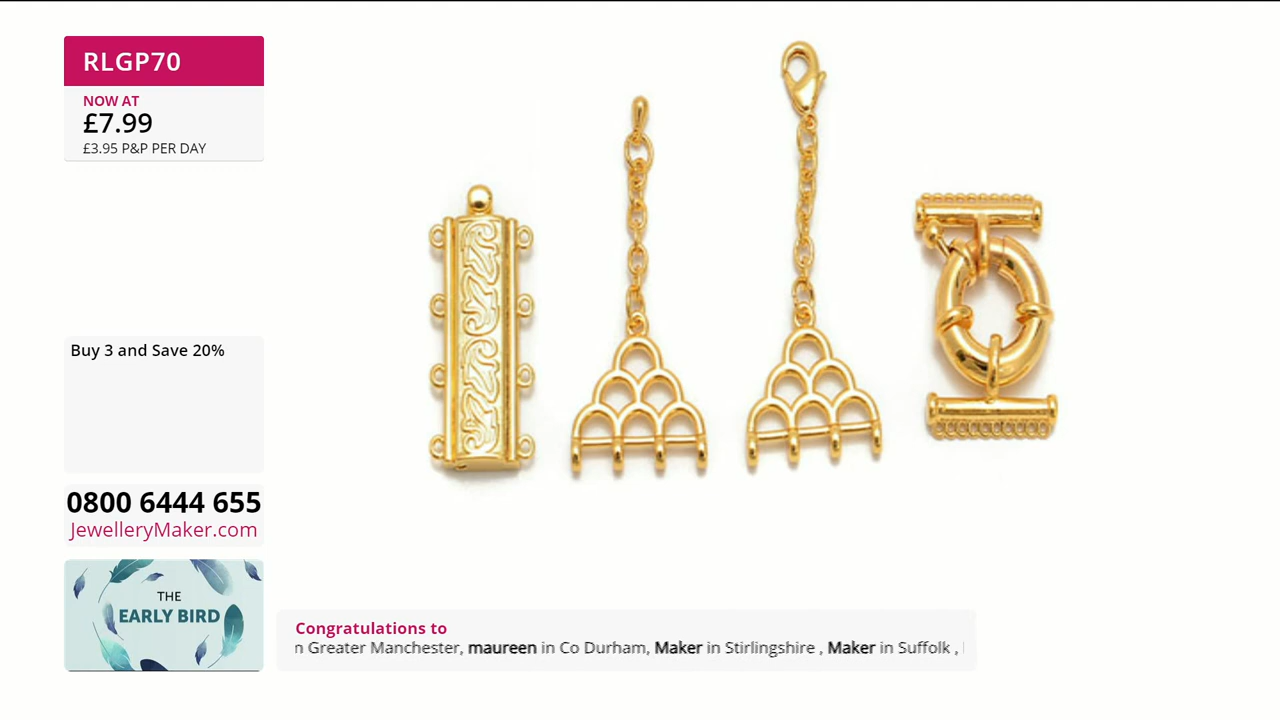 RLGP70
NOW AT
£7.99
£3.95 P&P PER DAY
Buy 3 and Save 20%
0800 6444 655
JewelleryMaker.com
THE
EARLY BIRD
Congratulations to
n Greater Manchester, maureen in Co Durham, Maker in Stirlingshire , Maker in Suffolk ,